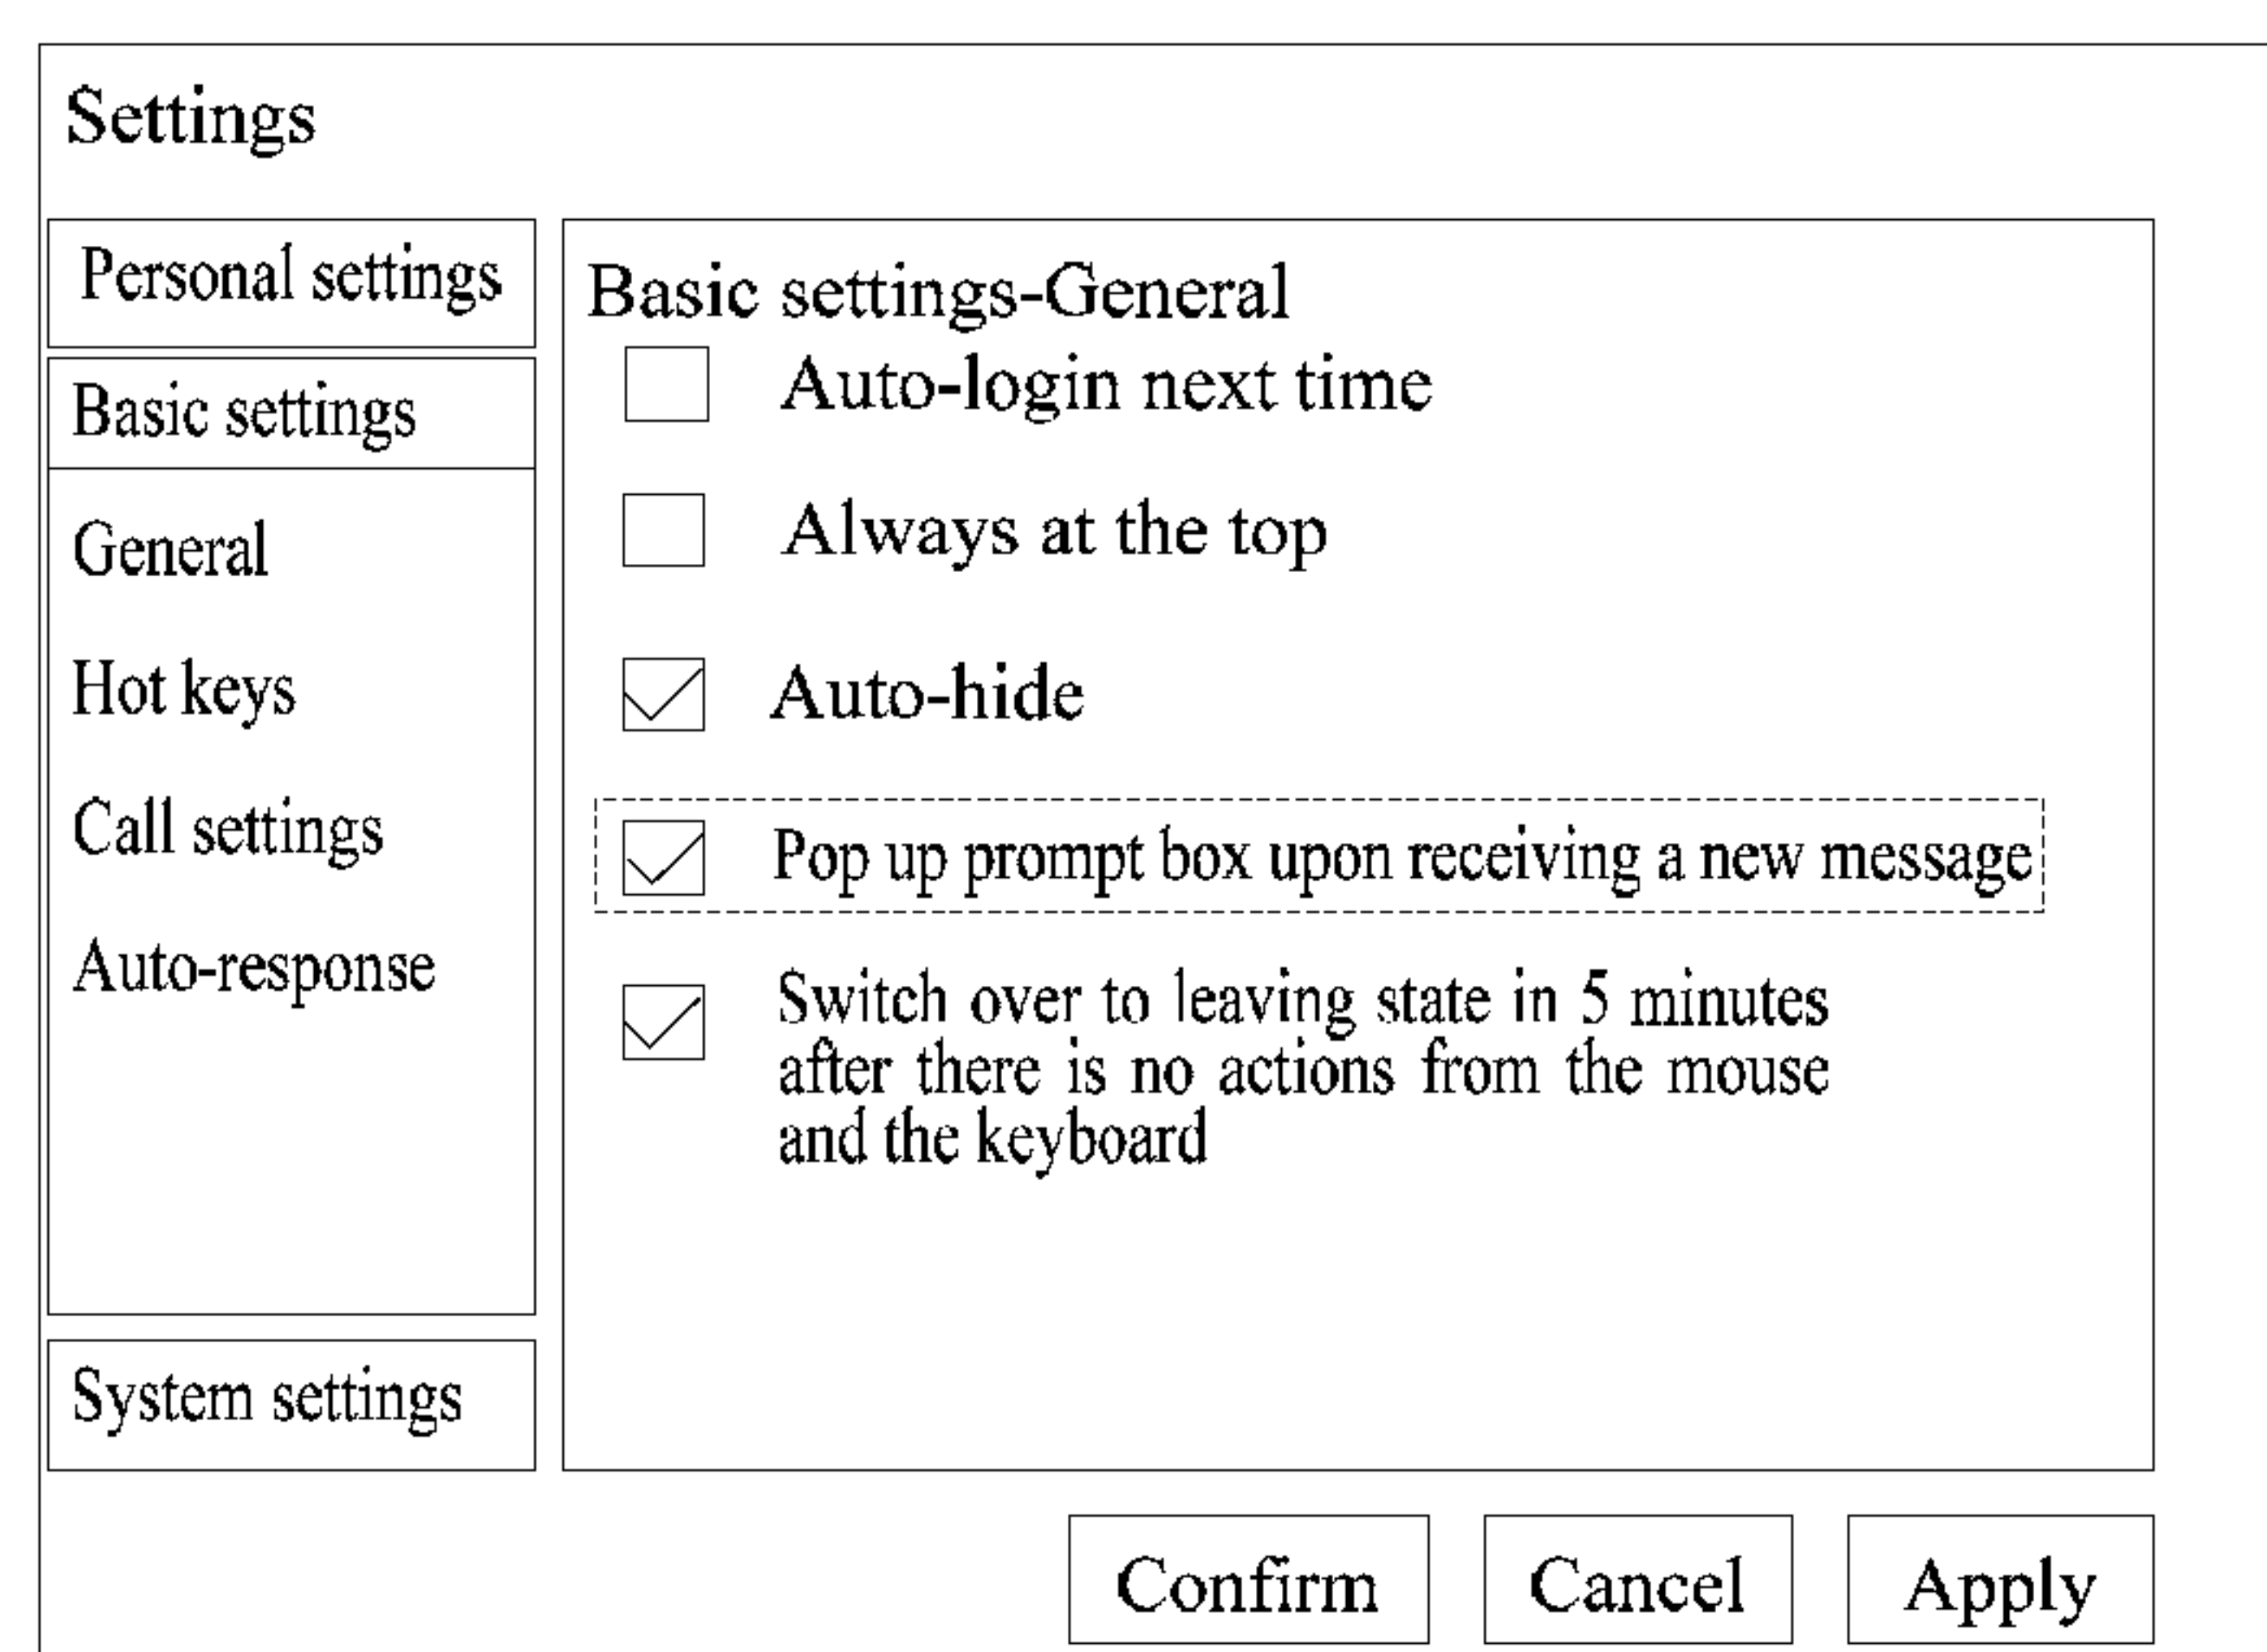 Settings
Personal settings
Basic settings
General
Hot keys
Call settings
Auto-response
System settings
Basic settings-General
Auto-login next time
Always at the top
Auto-hide
Pop up prompt box upon receiving a new message
Switch over to leaving state in 5 minutes
after there is no actions from the mouse
and the keyboard
Confirm
Cancel
Apply